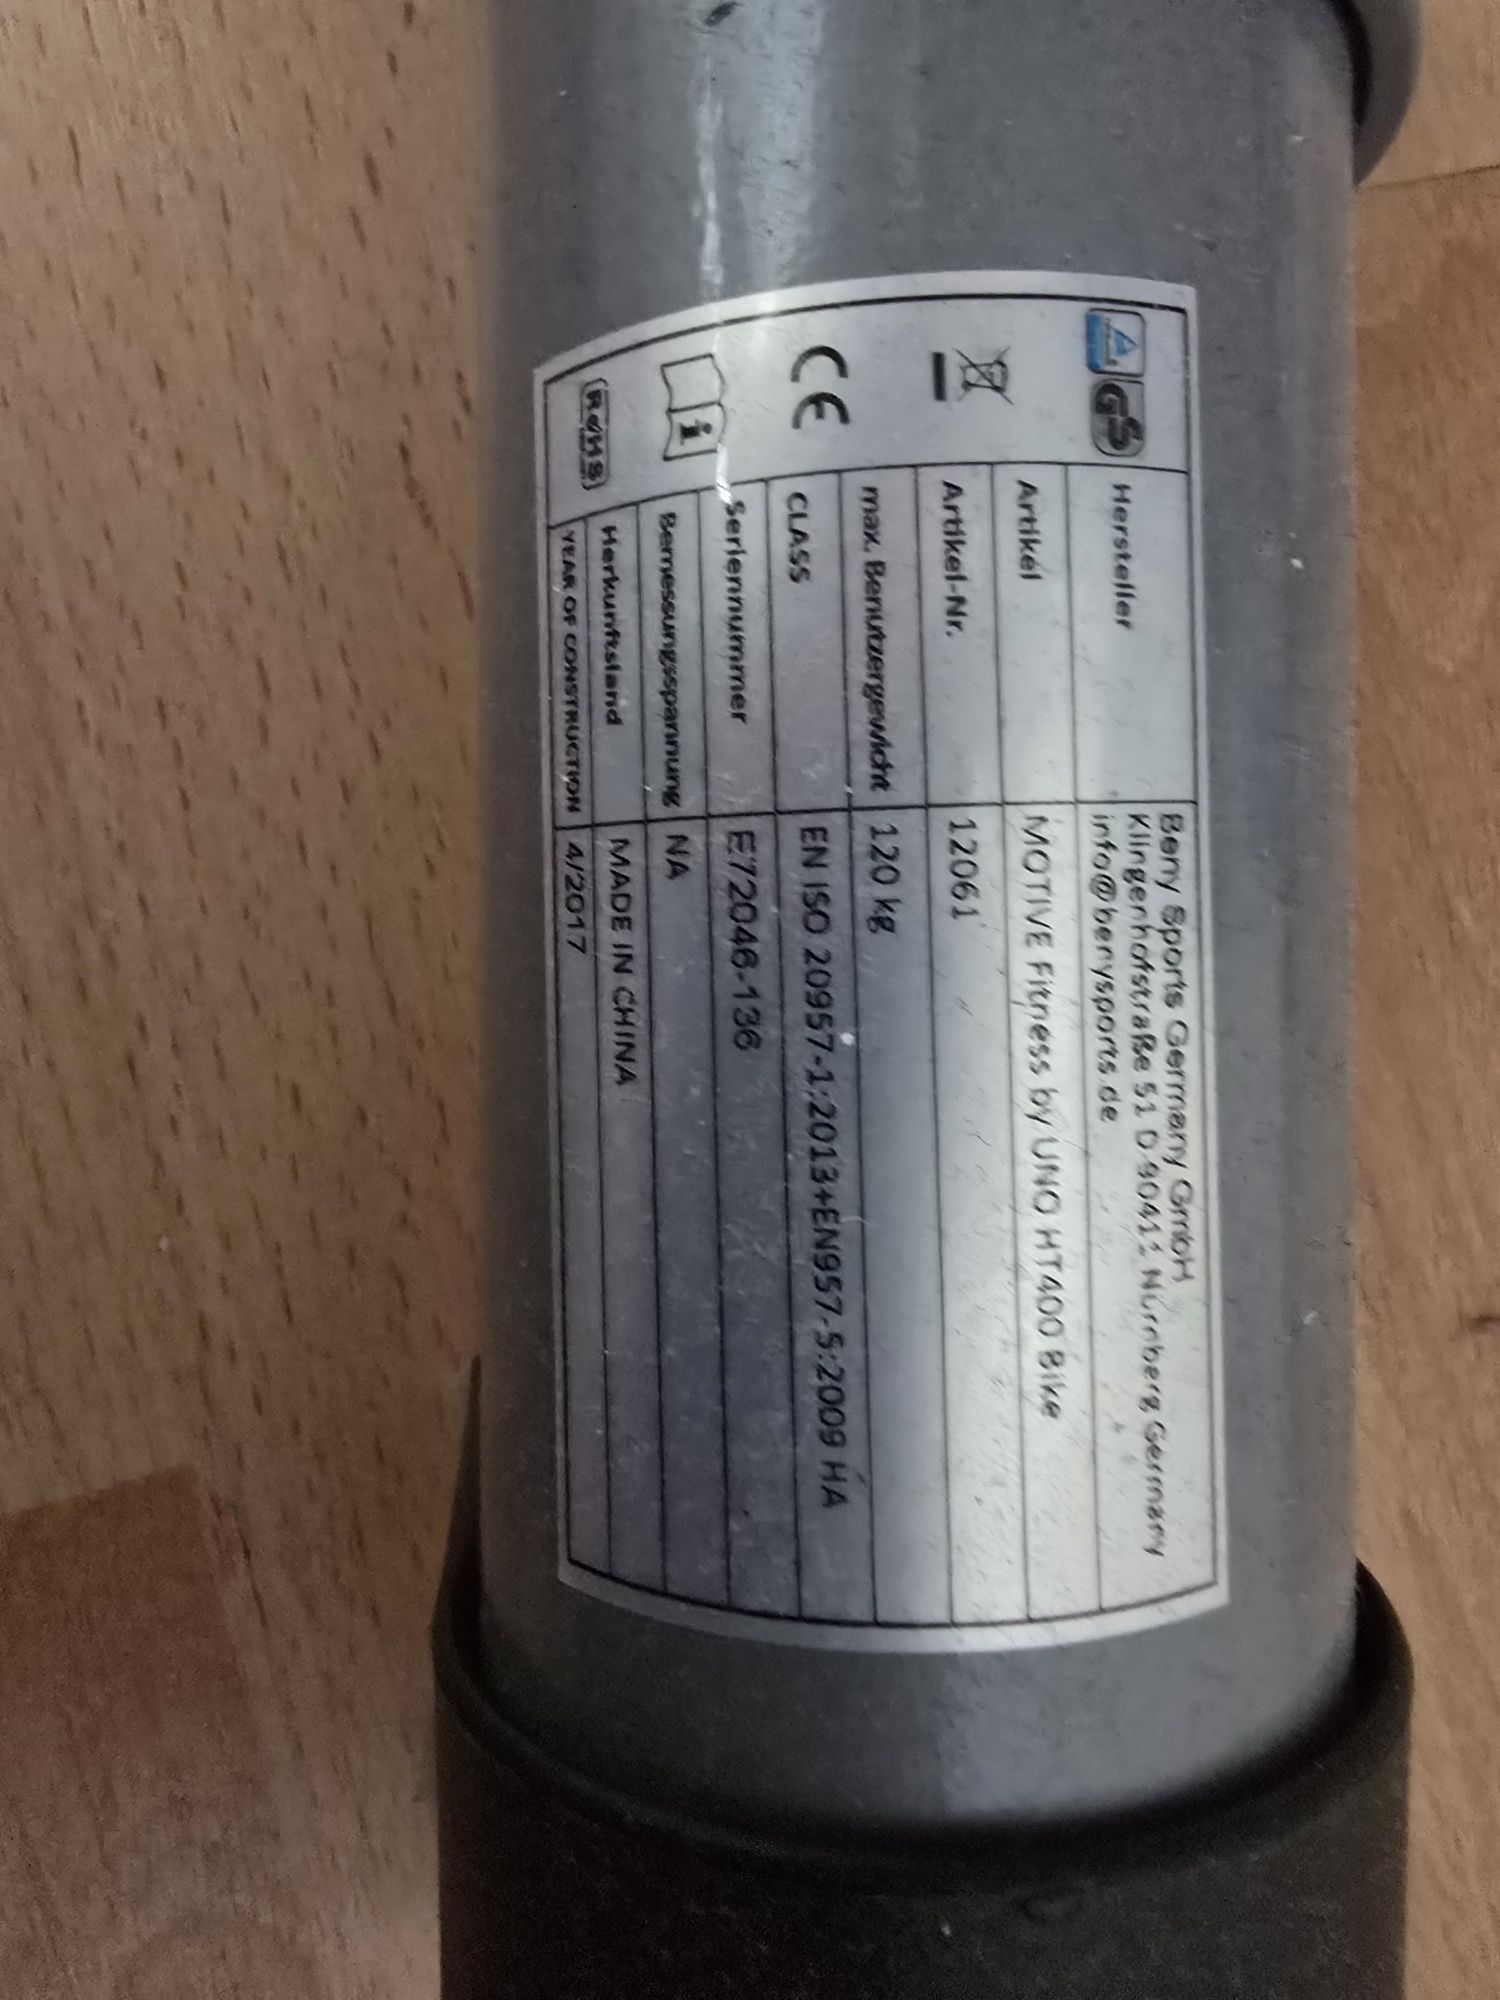 GS
CE
i
RoHS
Hersteller
Beny Sports Germany GmbH
Klingenhofstraße 51 D-90411 Nürnberg Germany
info@benysports.de
Artikel MOTIVE Fitness by UNO HT400 Bike
Artikel-Nr. 12061
max. Benutzergewicht 120 kg
CLASS EN ISO 20957-1:2013+EN957-5:2009 HA
Seriennummer E72046-136
Bemessungsspannung NA
Herkunftsland MADE IN CHINA
YEAR OF CONSTRUCTION 4/2017